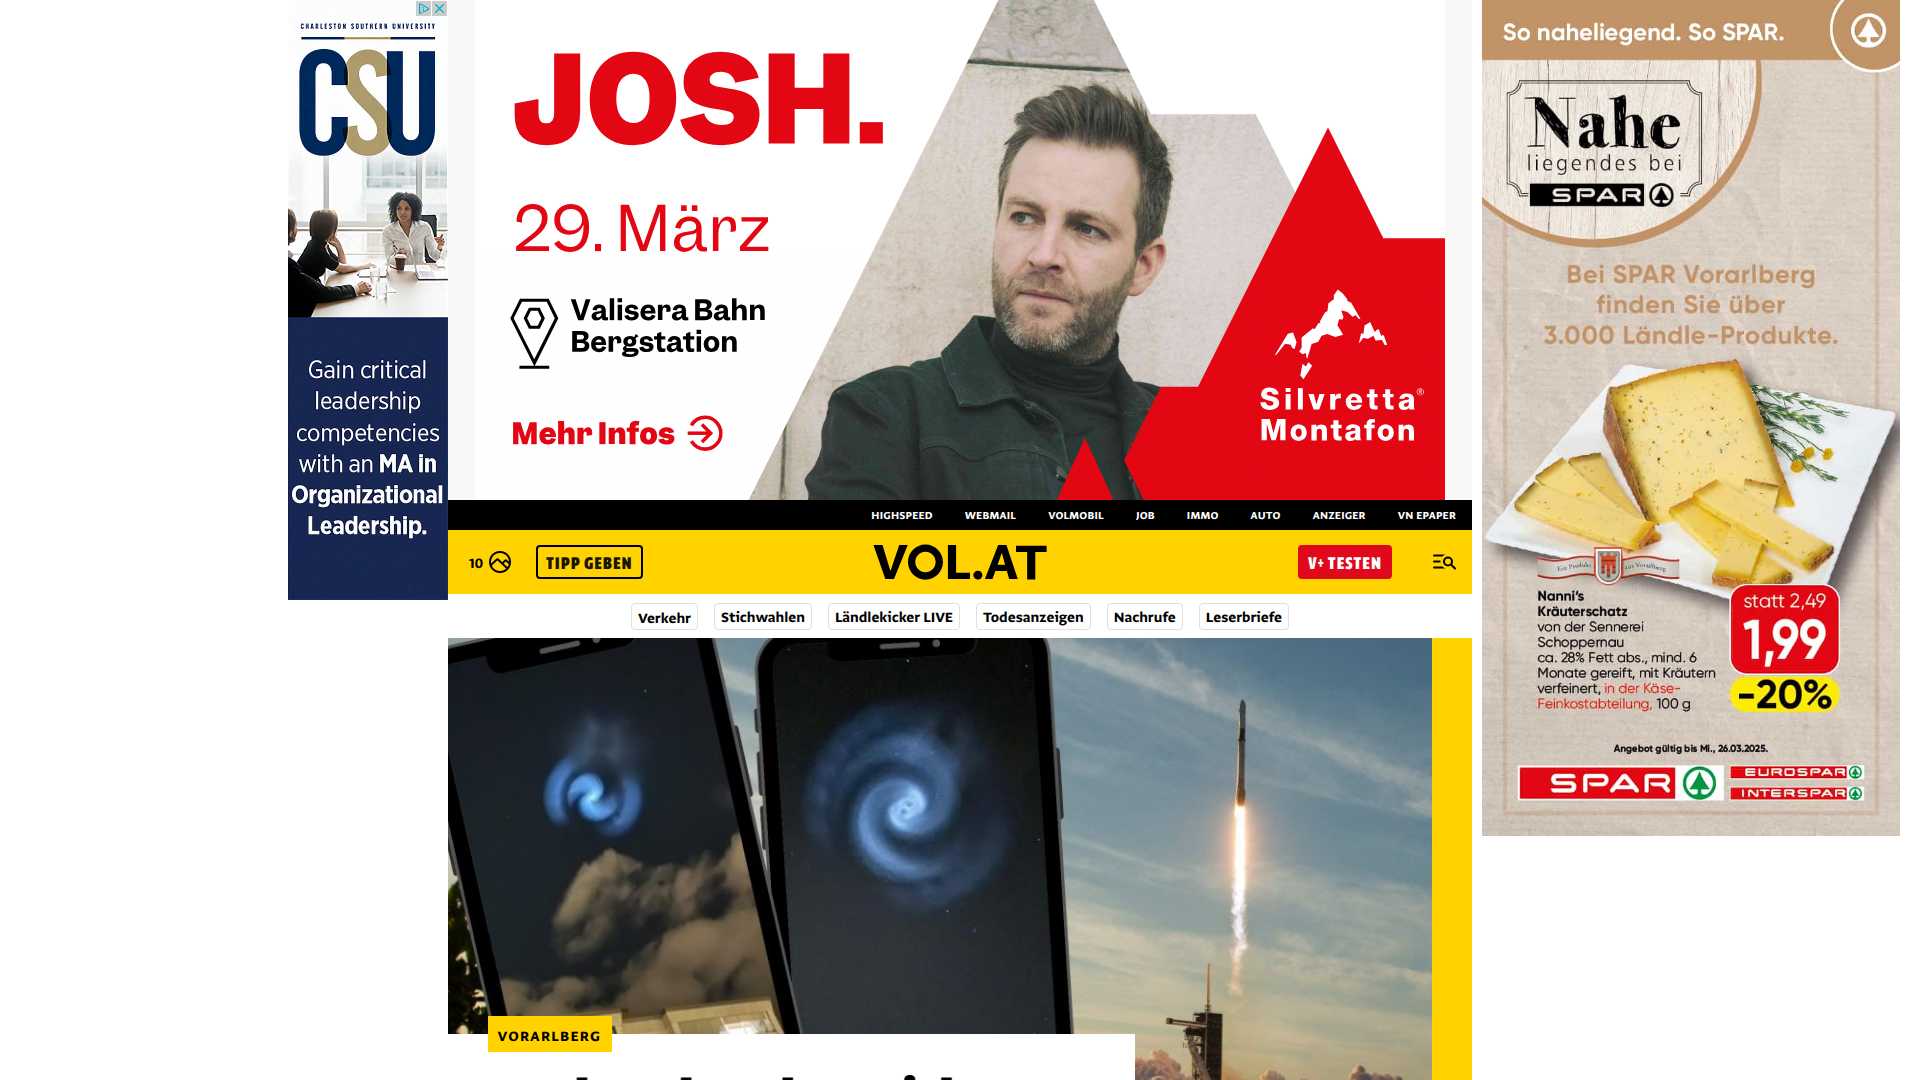 CHARLESTON SOUTHERN UNIVERSITY
CSU
Gain critical
leadership
competencies
with an MA in
Organizational
Leadership.
JOSH.
29. März
Valisera Bahn
Bergstation
Mehr Infos
Silvretta®
Montafon
So naheliegend. So SPAR.
Nahe
liegendes bei
SPAR
Bei SPAR Vorarlberg
finden Sie über
3.000 Ländle-Produkte.
Ein Produkt aus Vorarlberg
Nanni's
Kräuterschatz
von der Sennerei
Schoppernau
ca. 28% Fett abs., mind. 6
Monate gereift, mit Kräutern
verfeinert, in der Käse-
Feinkostabteilung, 100 g
statt 2,49
1,99
-20%
Angebot gültig bis Mi., 26.03.2025.
SPAR
EUROSPAR
INTERSPAR
HIGHSPEED WEBMAIL VOLMOBIL JOB IMMO AUTO ANZEIGER VN EPAPER
10 TIPP GEBEN VOL.AT V+ TESTEN
Verkehr Stichwahlen Ländlekicker LIVE Todesanzeigen Nachrufe Leserbriefe
VORARLBERG